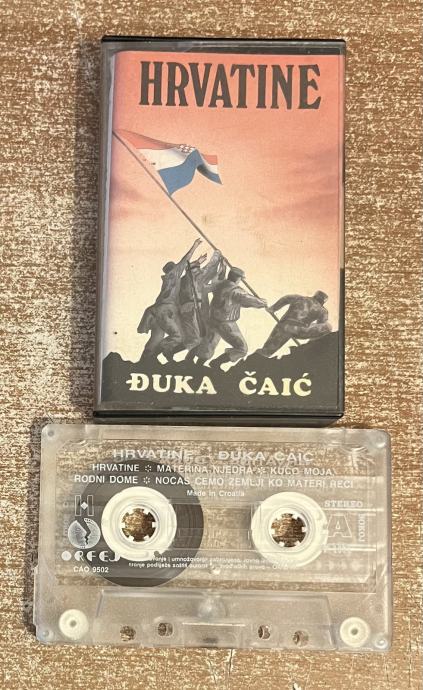 HRVATINE
ĐUKA ČAIĆ
HRVATINE ĐUKA ČAIĆ
HRVATINE ✻ MATERINA NJEDRA ✻ KUĆO MOJA,
RODNI DOME ✻ NOĆAS ĆEMO ZEMLJI KO MATERI REĆI
Made in Croatia
STEREO
A
ORFEJ
CAO 9502